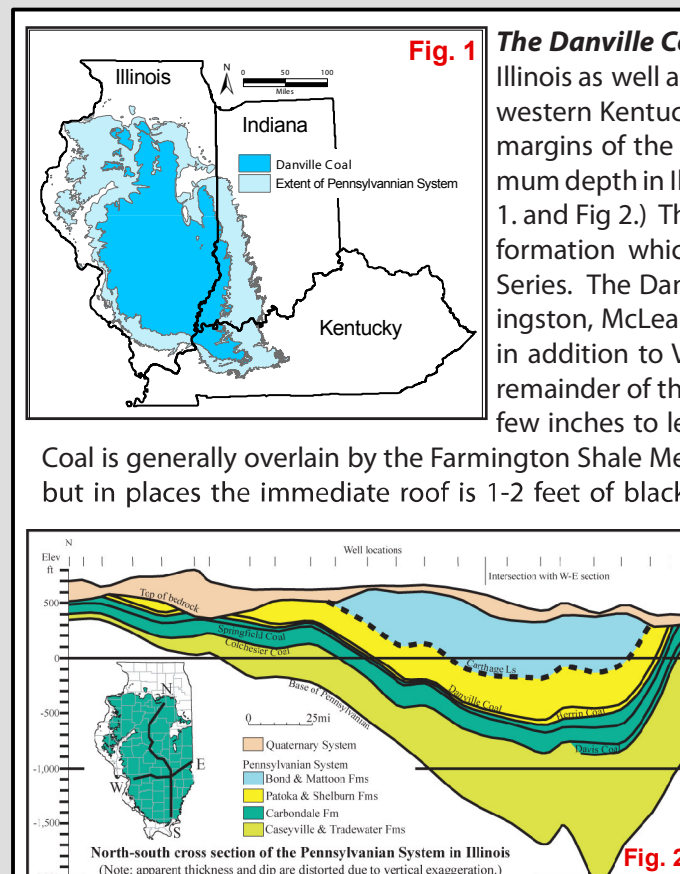 Fig. 1
N
0 50 100
Miles
Illinois
Indiana
Danville Coal
Extent of Pennsylvannian System
Kentucky
The Danville C
Illinois as well a
western Kentuc
margins of the
mum depth in Il
1. and Fig 2.) Th
formation whic
Series. The Dan
ingston, McLea
in addition to V
remainder of th
few inches to le
Coal is generally overlain by the Farmington Shale Me
but in places the immediate roof is 1-2 feet of black
N
Elev
ft
Well locations
Intersection with W-E section
500
0
-500
-1,000
-1,500
Top of bedrock
Springfield Coal
Colchester Coal
Base of Pennsylvanian
Carthage Ls
Danville Coal
Herrin Coal
Davis Coal
N
E
W
S
0 25mi
Quaternary System
Pennsylvanian System
Bond & Mattoon Fms
Patoka & Shelburn Fms
Carbondale Fm
Caseyville & Tradewater Fms
North-south cross section of the Pennsylvanian System in Illinois
(Note: apparent thickness and dip are distorted due to vertical exaggeration.)
Fig. 2